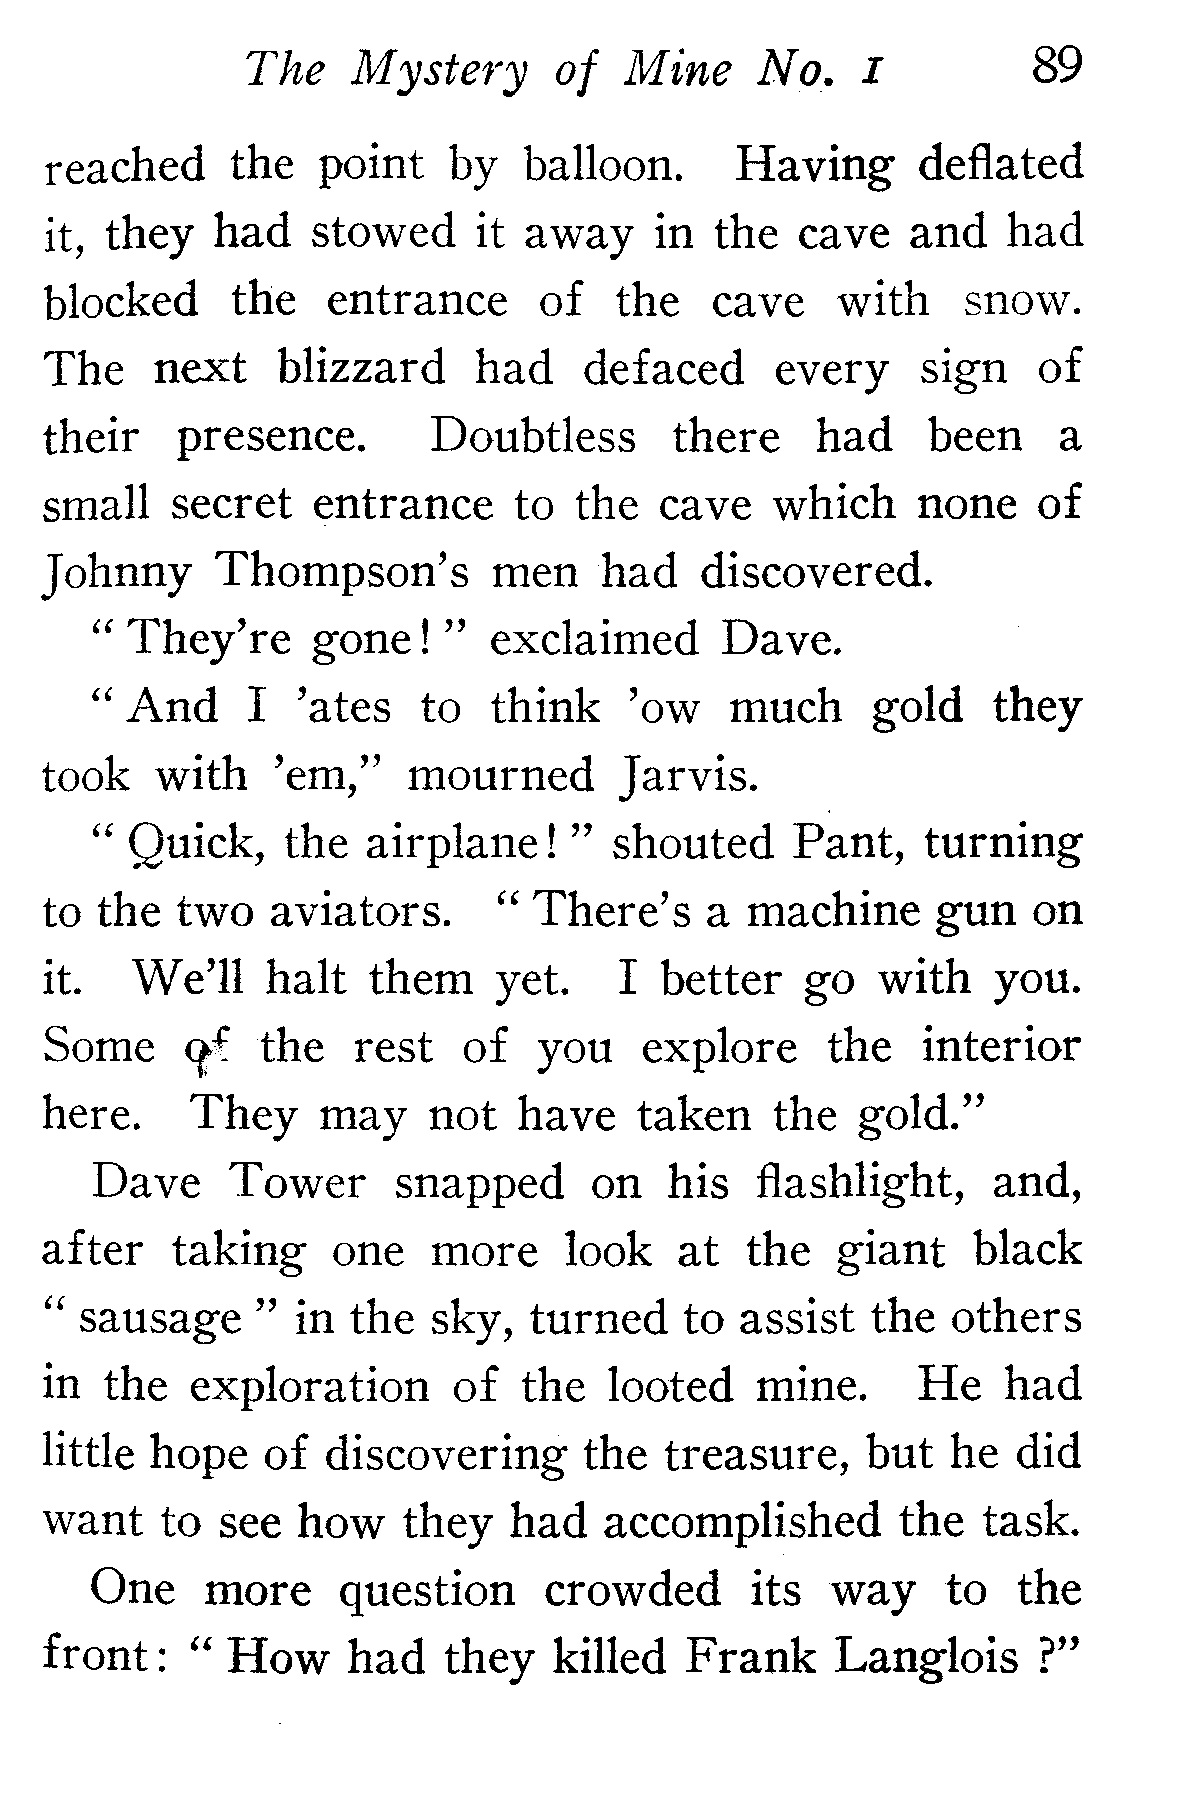 The Mystery of Mine No. 1 89
reached the point by balloon. Having deflated
it, they had stowed it away in the cave and had
blocked the entrance of the cave with snow.
The next blizzard had defaced every sign of
their presence. Doubtless there had been a
small secret entrance to the cave which none of
Johnny Thompson's men had discovered.
" They're gone! " exclaimed Dave.
" And I 'ates to think 'ow much gold they
took with 'em," mourned Jarvis.
" Quick, the airplane! " shouted Pant, turning
to the two aviators. " There's a machine gun on
it. We'll halt them yet. I better go with you.
Some of the rest of you explore the interior
here. They may not have taken the gold."
Dave Tower snapped on his flashlight, and,
after taking one more look at the giant black
" sausage " in the sky, turned to assist the others
in the exploration of the looted mine. He had
little hope of discovering the treasure, but he did
want to see how they had accomplished the task.
One more question crowded its way to the
front: " How had they killed Frank Langlois ?"